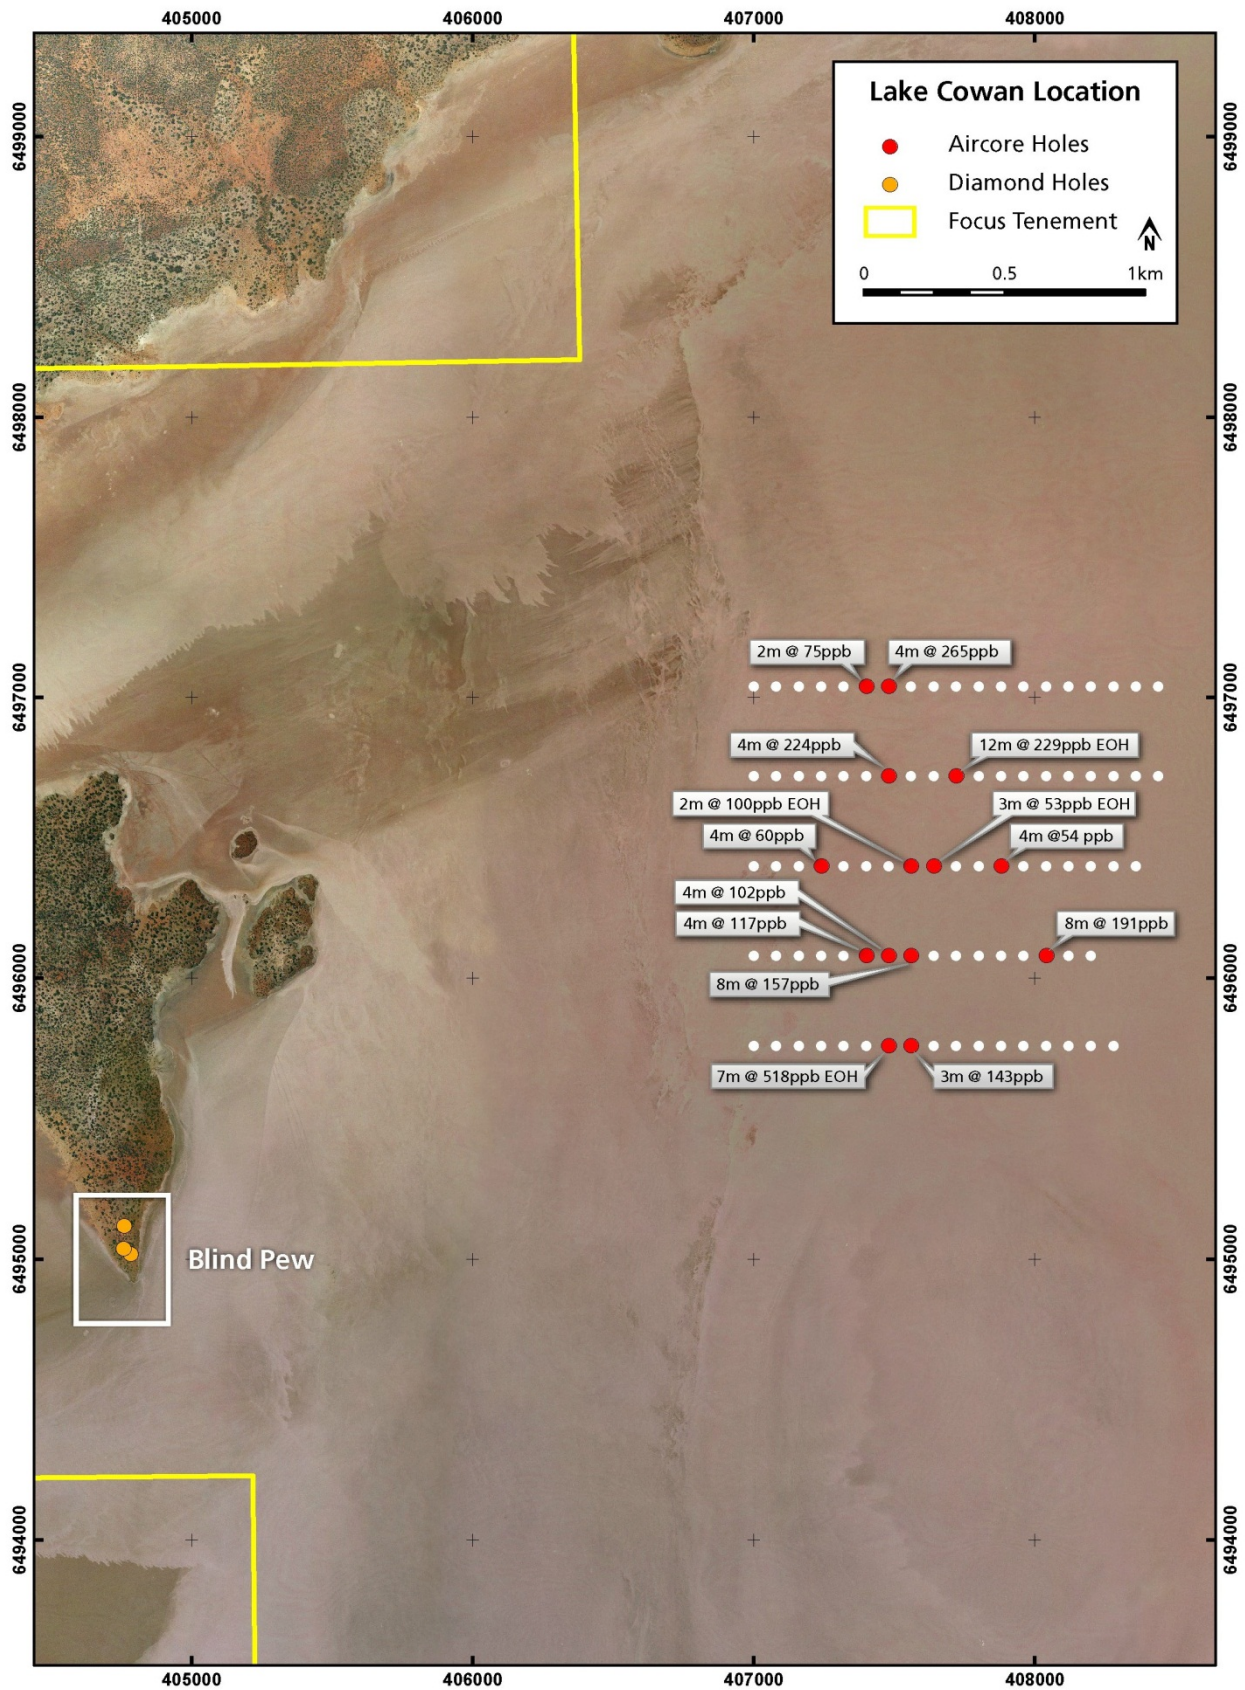 405000 406000 407000 408000
Lake Cowan Location
Aircore Holes
Diamond Holes
Focus Tenement
N
0 0.5 1km
6499000 6499000
6498000 6498000
2m @ 75ppb 4m @ 265ppb
6497000 6497000
4m @ 224ppb 12m @ 229ppb EOH
2m @ 100ppb EOH 3m @ 53ppb EOH
4m @ 60ppb 4m @54 ppb
4m @ 102ppb
4m @ 117ppb 8m @ 191ppb
6496000 6496000
8m @ 157ppb
7m @ 518ppb EOH 3m @ 143ppb
6495000 Blind Pew 6495000
6494000 6494000
405000 406000 407000 408000